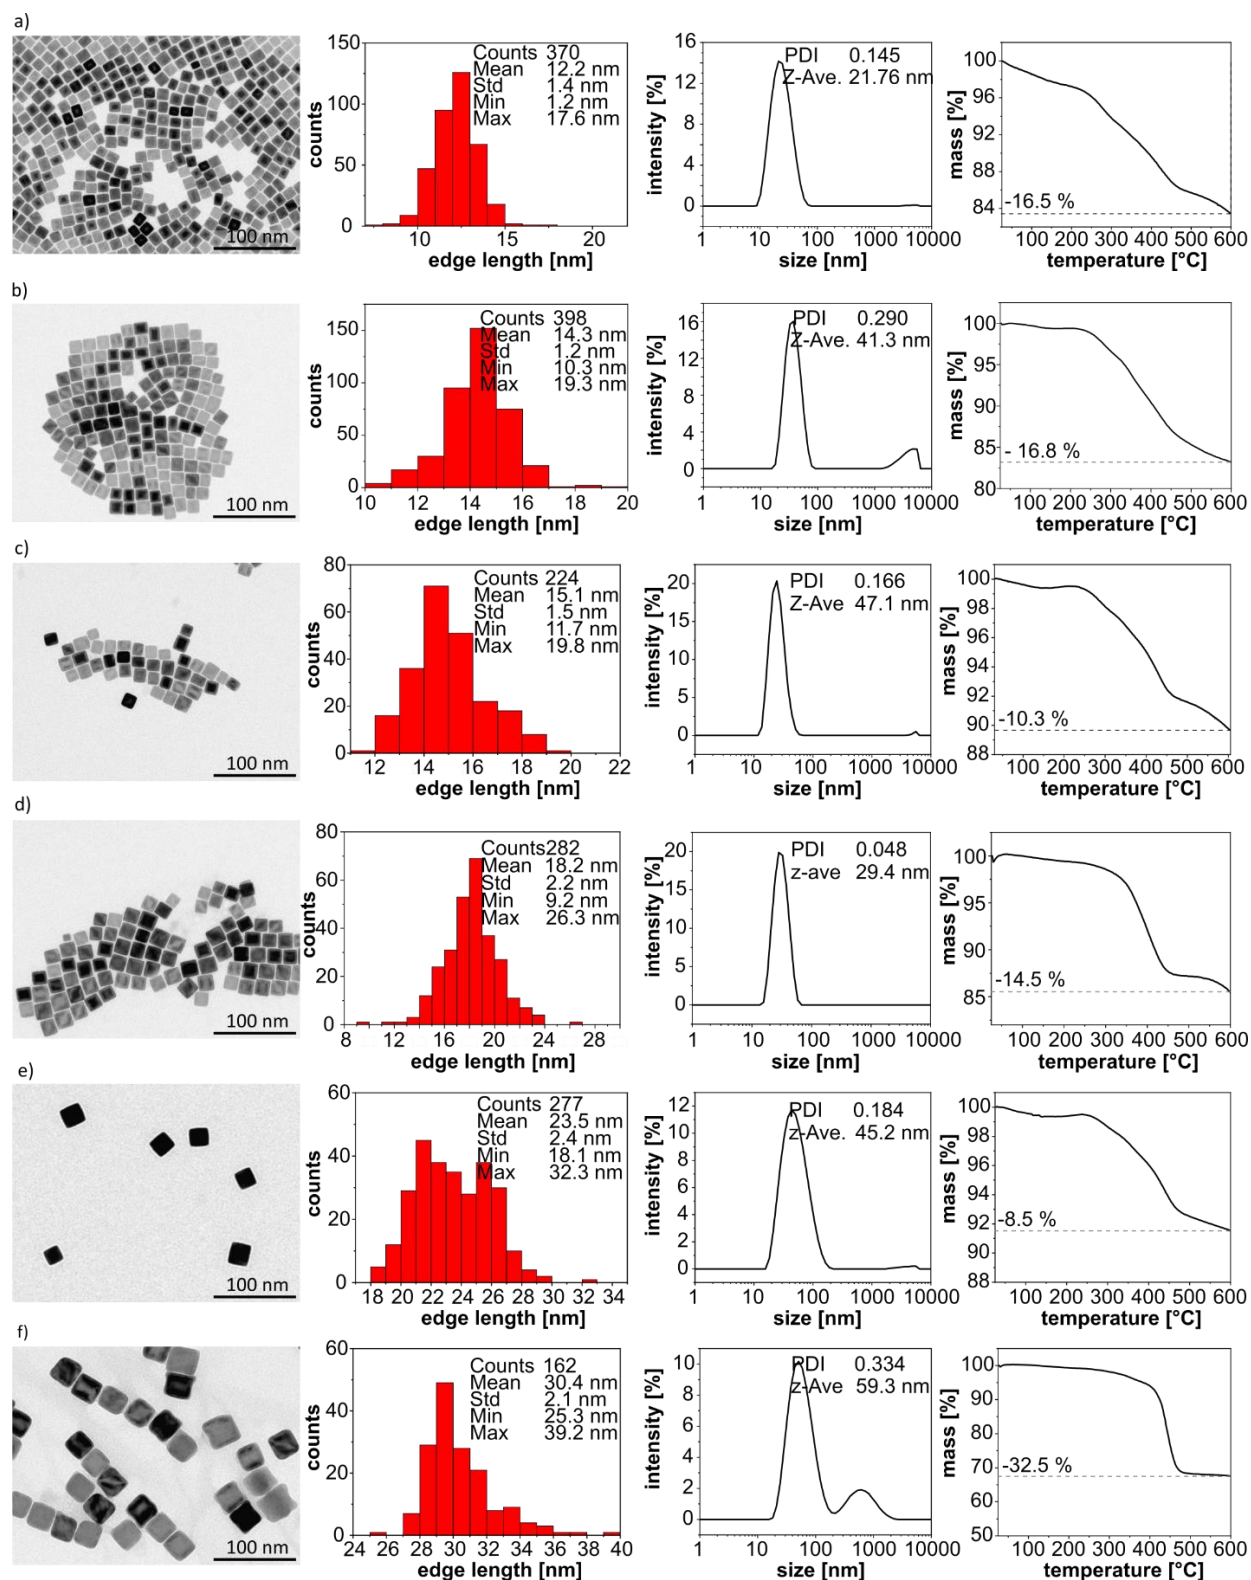 a)
100 nm
150
100
50
0
10 15 20
counts
edge length [nm]
Counts 370
Mean 12.2 nm
Std 1.4 nm
Min 1.2 nm
Max 17.6 nm
16
14
12
10
8
6
4
2
0
1 10 100 1000 10000
intensity [%]
size [nm]
PDI 0.145
Z-Ave. 21.76 nm
100
96
92
88
84
100 200 300 400 500 600
mass [%]
temperature [°C]
-16.5 %
b)
100 nm
150
100
50
0
10 12 14 16 18 20
counts
edge length [nm]
Counts 398
Mean 14.3 nm
Std 1.2 nm
Min 10.3 nm
Max 19.3 nm
16
12
8
4
0
1 10 100 1000 10000
intensity [%]
size [nm]
PDI 0.290
Z-Ave. 41.3 nm
100
95
90
85
80
100 200 300 400 500 600
mass [%]
temperature [°C]
- 16.8 %
c)
100 nm
80
60
40
20
0
12 14 16 18 20 22
counts
edge length [nm]
Counts 224
Mean 15.1 nm
Std 1.5 nm
Min 11.7 nm
Max 19.8 nm
20
15
10
5
0
1 10 100 1000 10000
intensity [%]
size [nm]
PDI 0.166
Z-Ave 47.1 nm
100
98
96
94
92
90
88
100 200 300 400 500 600
mass [%]
temperature [°C]
-10.3 %
d)
100 nm
80
60
40
20
0
8 12 16 20 24 28
counts
edge length [nm]
Counts282
Mean 18.2 nm
Std 2.2 nm
Min 9.2 nm
Max 26.3 nm
20
15
10
5
0
1 10 100 1000 10000
intensity [%]
size [nm]
PDI 0.048
z-ave 29.4 nm
100
95
90
85
200 400 600
mass [%]
temperature [°C]
-14.5 %
e)
100 nm
60
40
20
0
18 20 22 24 26 28 30 32 34
counts
edge length [nm]
Counts 277
Mean 23.5 nm
Std 2.4 nm
Min 18.1 nm
Max 32.3 nm
12
10
8
6
4
2
0
1 10 100 1000 10000
intensity [%]
size [nm]
PDI 0.184
z-Ave. 45.2 nm
100
98
96
94
92
90
88
100 200 300 400 500 600
mass [%]
temperature [°C]
-8.5 %
f)
100 nm
60
40
20
0
24 26 28 30 32 34 36 38 40
counts
edge length [nm]
Counts 162
Mean 30.4 nm
Std 2.1 nm
Min 25.3 nm
Max 39.2 nm
10
8
6
4
2
0
1 10 100 1000 10000
intensity [%]
size [nm]
PDI 0.334
z-Ave 59.3 nm
100
90
80
70
60
50
100 200 300 400 500 600
mass [%]
temperature [°C]
-32.5 %